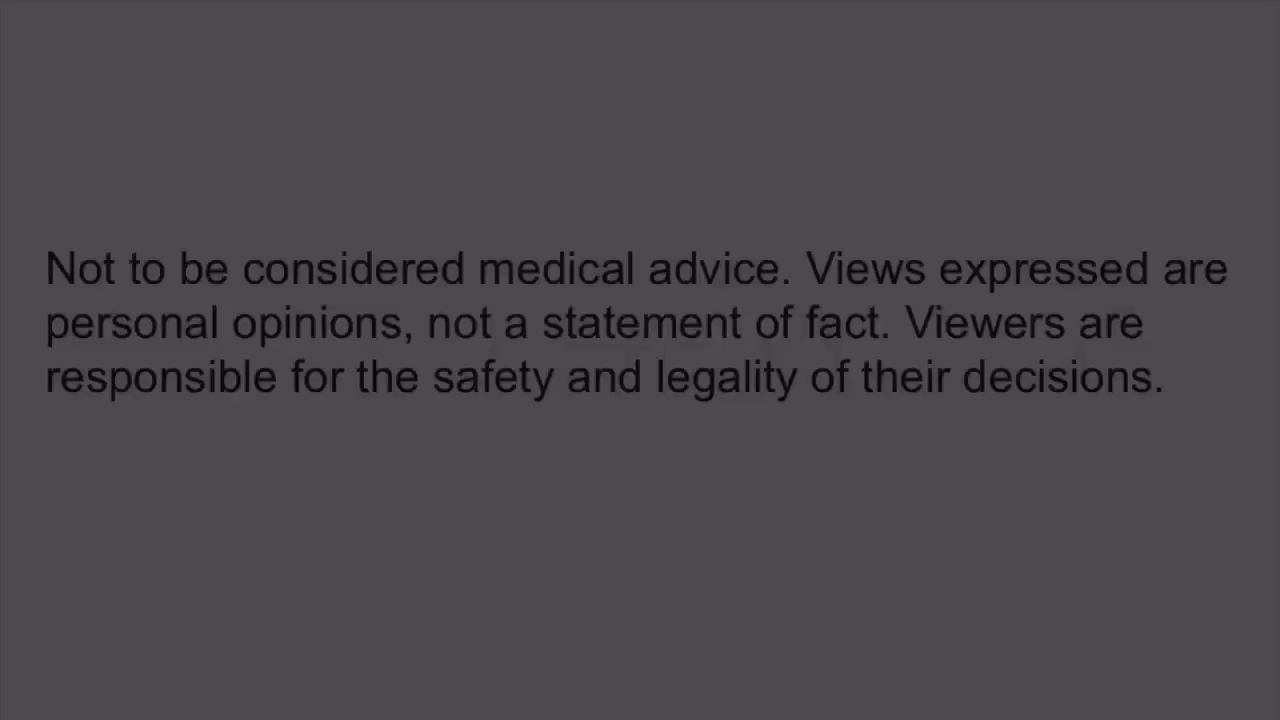 Not to be considered medical advice. Views expressed are
personal opinions, not a statement of fact. Viewers are
responsible for the safety and legality of their decisions.